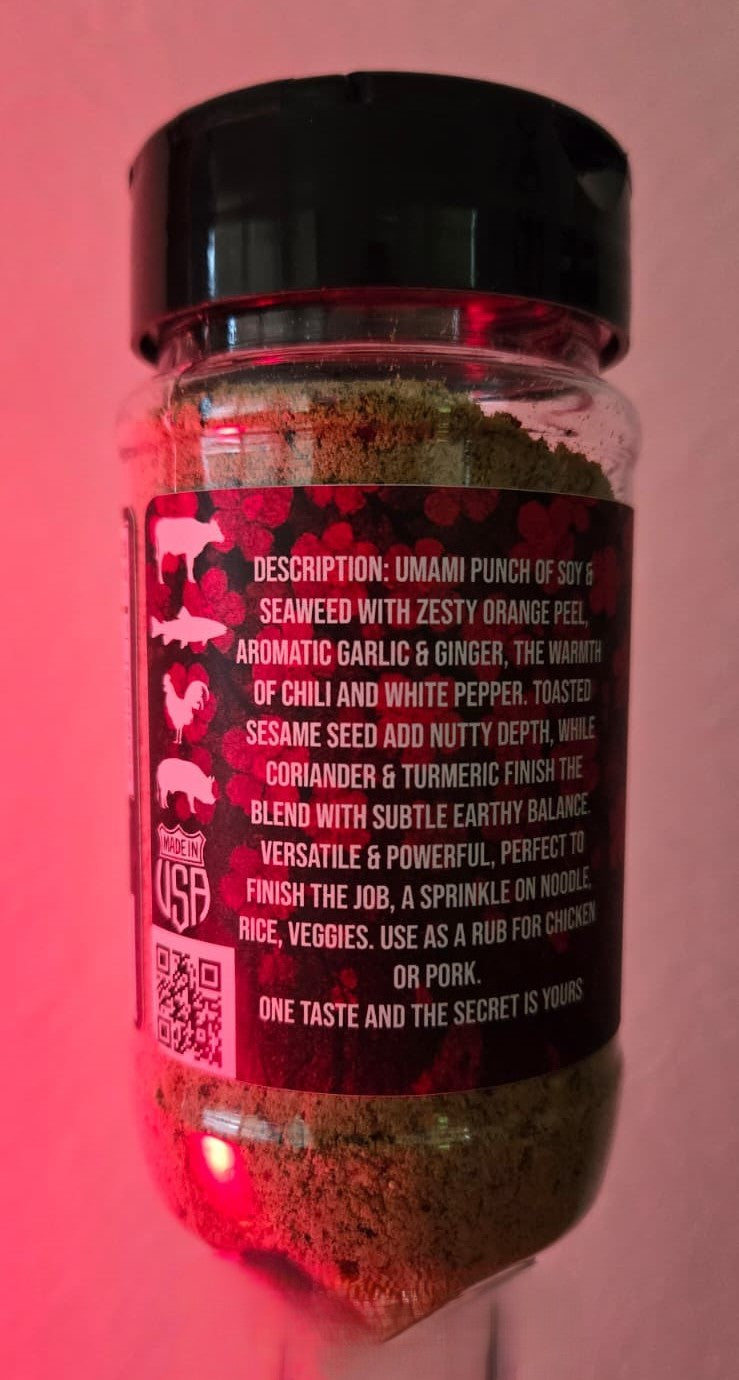 DESCRIPTION: UMAMI PUNCH OF SOY &
SEAWEED WITH ZESTY ORANGE PEEL,
AROMATIC GARLIC & GINGER, THE WARMTH
OF CHILI AND WHITE PEPPER. TOASTED
SESAME SEED ADD NUTTY DEPTH, WHILE
CORIANDER & TURMERIC FINISH THE
BLEND WITH SUBTLE EARTHY BALANCE.
VERSATILE & POWERFUL, PERFECT TO
FINISH THE JOB, A SPRINKLE ON NOODLE,
RICE, VEGGIES. USE AS A RUB FOR CHICKEN
OR PORK.
ONE TASTE AND THE SECRET IS YOURS
MADE IN
USA